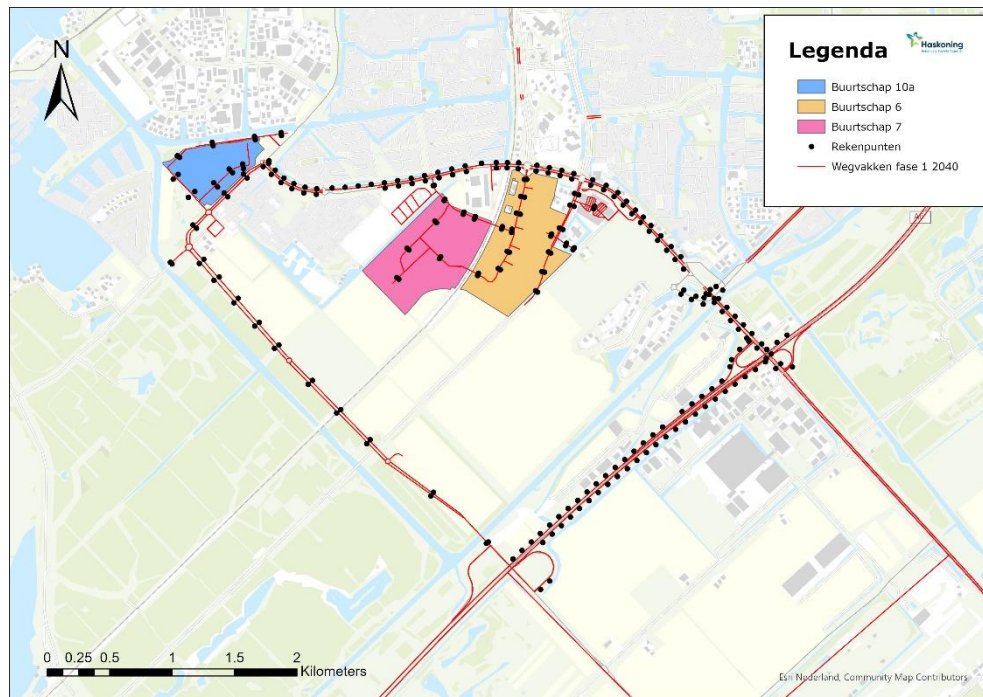 N
Legenda
Haskoning
Buurtschap 10a
Buurtschap 6
Buurtschap 7
Rekenpunten
Wegvakken fase 1 2040
0 0.25 0.5 1 1.5 2
Kilometers
Esri Nederland, Community Map Contributors